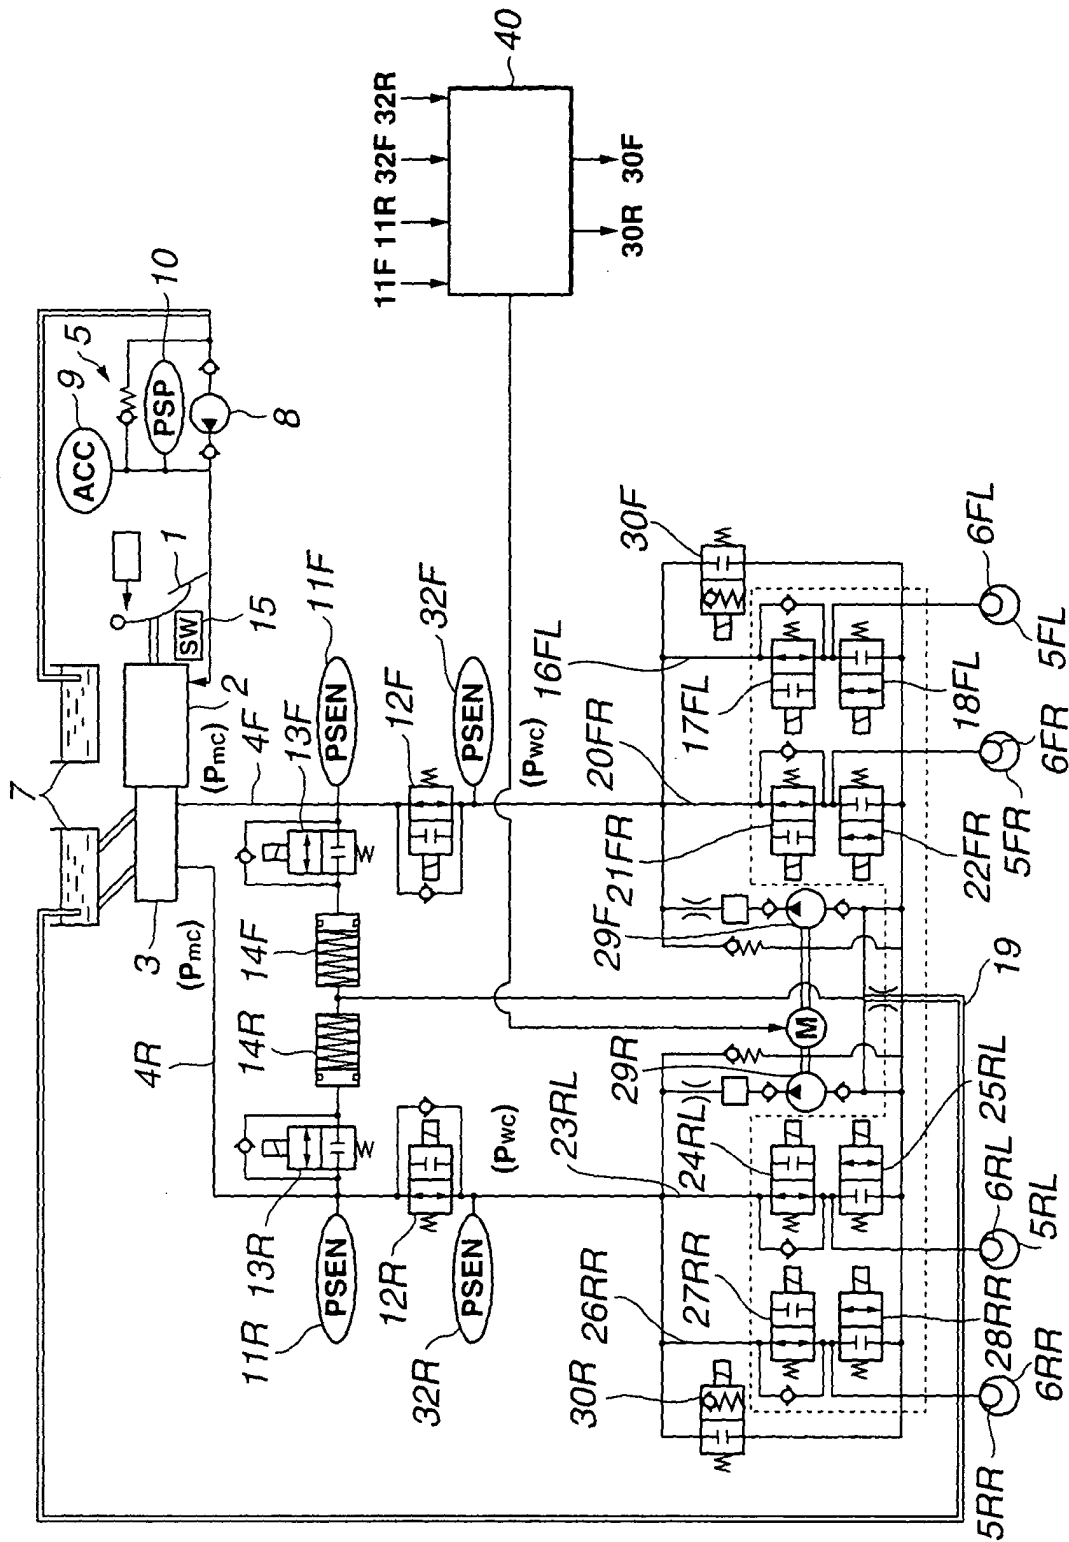 40
11F 11R 32F 32R
30R 30F
10
5
9
ACC
PSP
8
1
SW
15
7
2
3
(Pmc)
(Pmc)
4F
4R
11F
PSEN
13F
12F
32F
PSEN
(Pwc)
14F
14R
13R
11R
PSEN
12R
32R
PSEN
(Pwc)
30F
16FL
17FL
18FL
6FL
5FL
20FR
21FR
22FR
6FR
5FR
29F
M
29R
19
23RL
24RL
25RL
6RL
5RL
26RR
27RR
28RR
30R
6RR
5RR